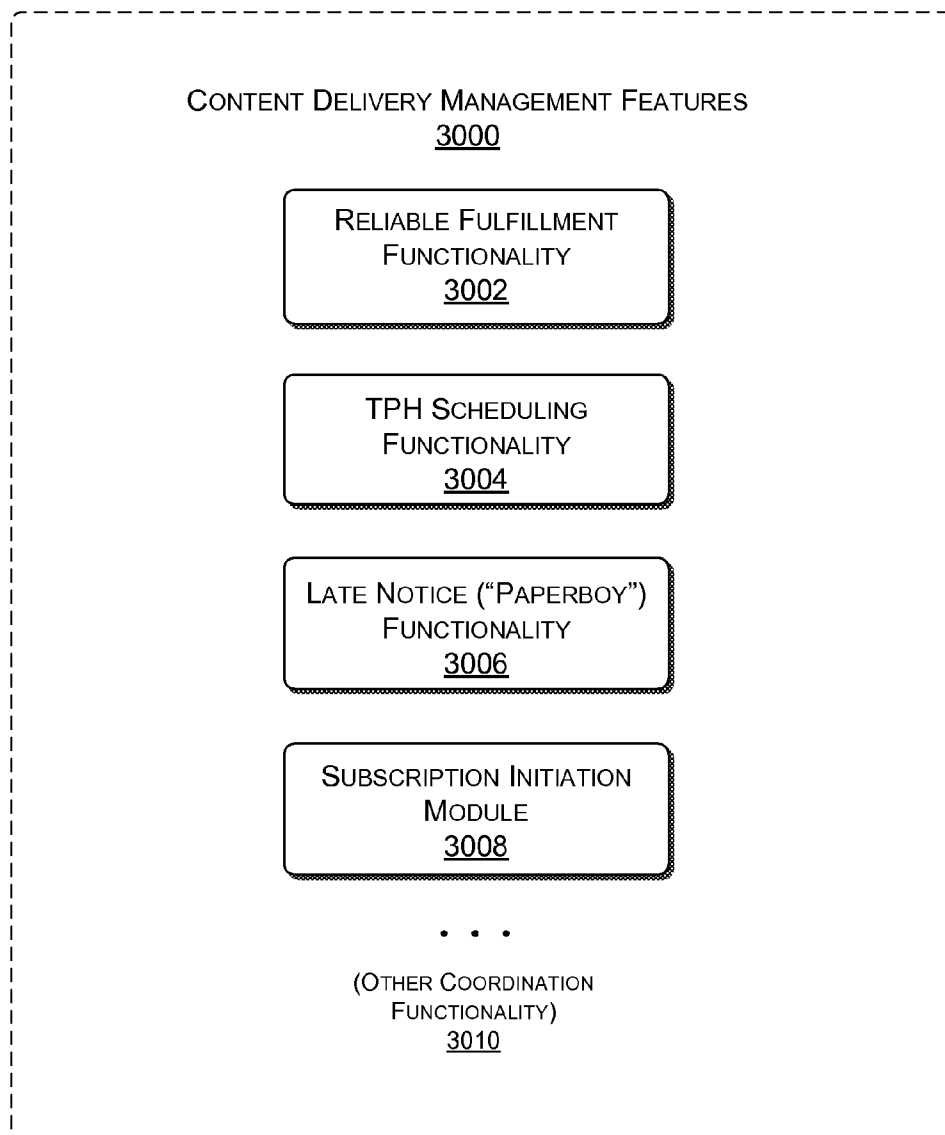 CONTENT DELIVERY MANAGEMENT FEATURES
3000
RELIABLE FULFILLMENT
FUNCTIONALITY
3002
TPH SCHEDULING
FUNCTIONALITY
3004
LATE NOTICE (“PAPERBOY”)
FUNCTIONALITY
3006
SUBSCRIPTION INITIATION
MODULE
3008
. . .
(OTHER COORDINATION
FUNCTIONALITY)
3010